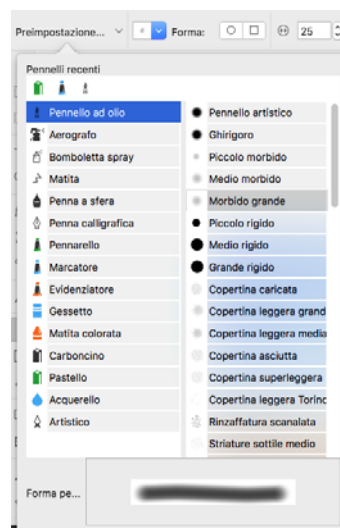 Preimpostazione... Forma: 25
Pennelli recenti
Pennello ad olio
Aerografo
Bomboletta spray
Matita
Penna a sfera
Penna calligrafica
Pennarello
Marcatore
Evidenziatore
Gessetto
Matita colorata
Carboncino
Pastello
Acquerello
Artistico
Pennello artistico
Ghirigoro
Piccolo morbido
Medio morbido
Morbido grande
Piccolo rigido
Medio rigido
Grande rigido
Copertina caricata
Copertina leggera grand
Copertina leggera media
Copertina asciutta
Copertina superleggera
Copertina leggera Torinc
Rinzaffatura scanalata
Striature sottile medio
Forma pe...